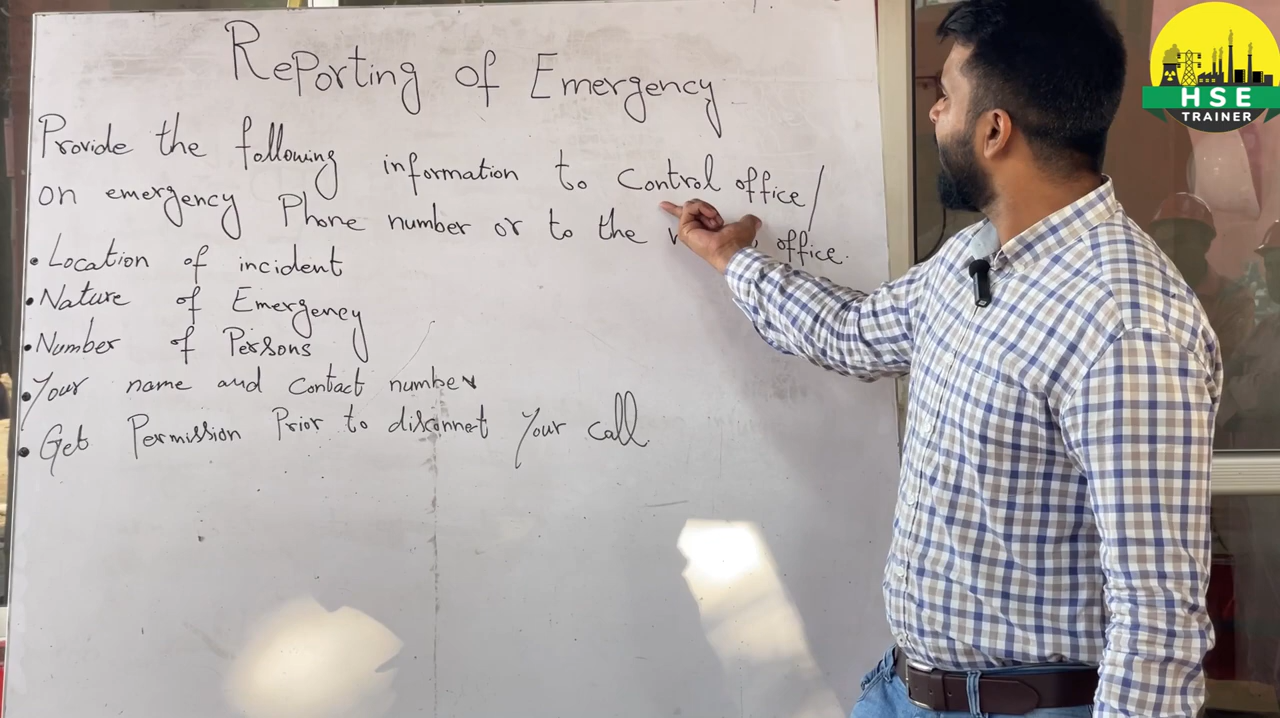 Reporting of Emergency
Provide the following information to Control office/
on emergency Phone number or to the office.
• Location of incident
• Nature of Emergency
• Number of Persons
• Your name and Contact number
• Get Permission Prior to disconnet Your call
HSE
TRAINER